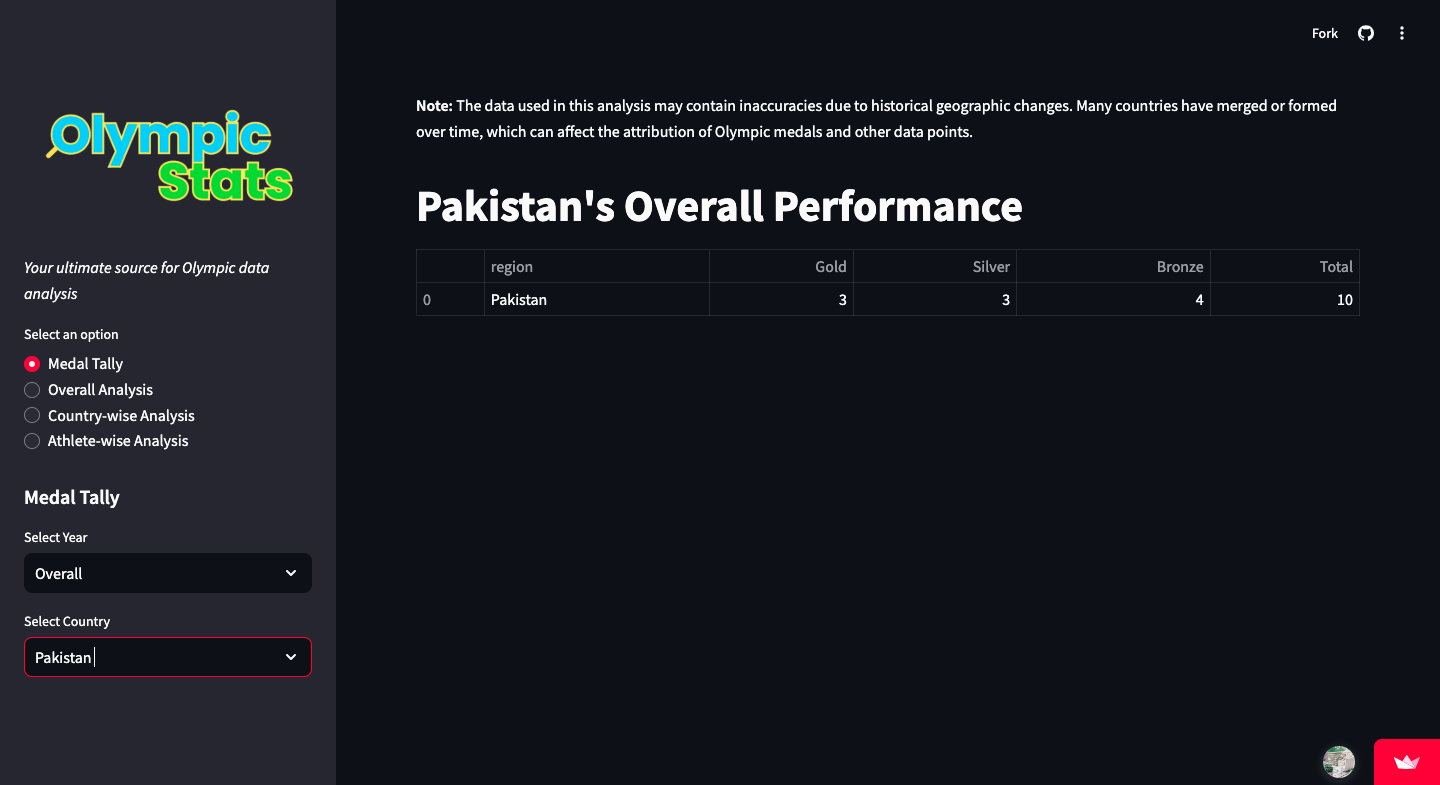 Fork
Olympic
Stats
Your ultimate source for Olympic data
analysis
Select an option
Medal Tally
Overall Analysis
Country-wise Analysis
Athlete-wise Analysis
Medal Tally
Select Year
Overall
Select Country
Pakistan
Note: The data used in this analysis may contain inaccuracies due to historical geographic changes. Many countries have merged or formed
over time, which can affect the attribution of Olympic medals and other data points.
Pakistan's Overall Performance
region Gold Silver Bronze Total
0 Pakistan 3 3 4 10